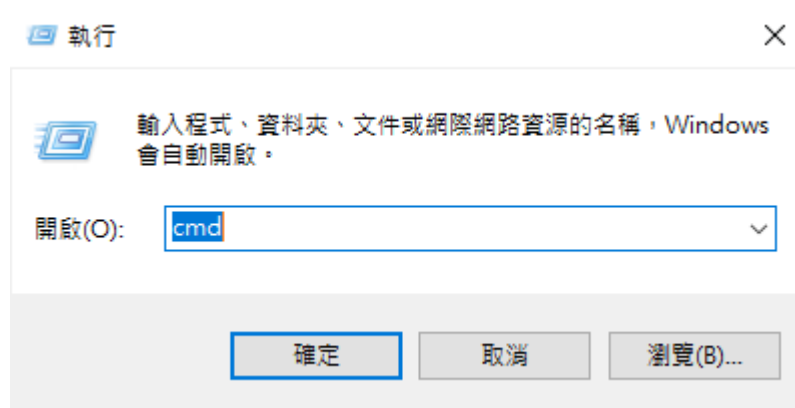 執行
輸入程式、資料夾、文件或網際網路資源的名稱，Windows
會自動開啟。
開啟(O): cmd
確定 取消 瀏覽(B)...